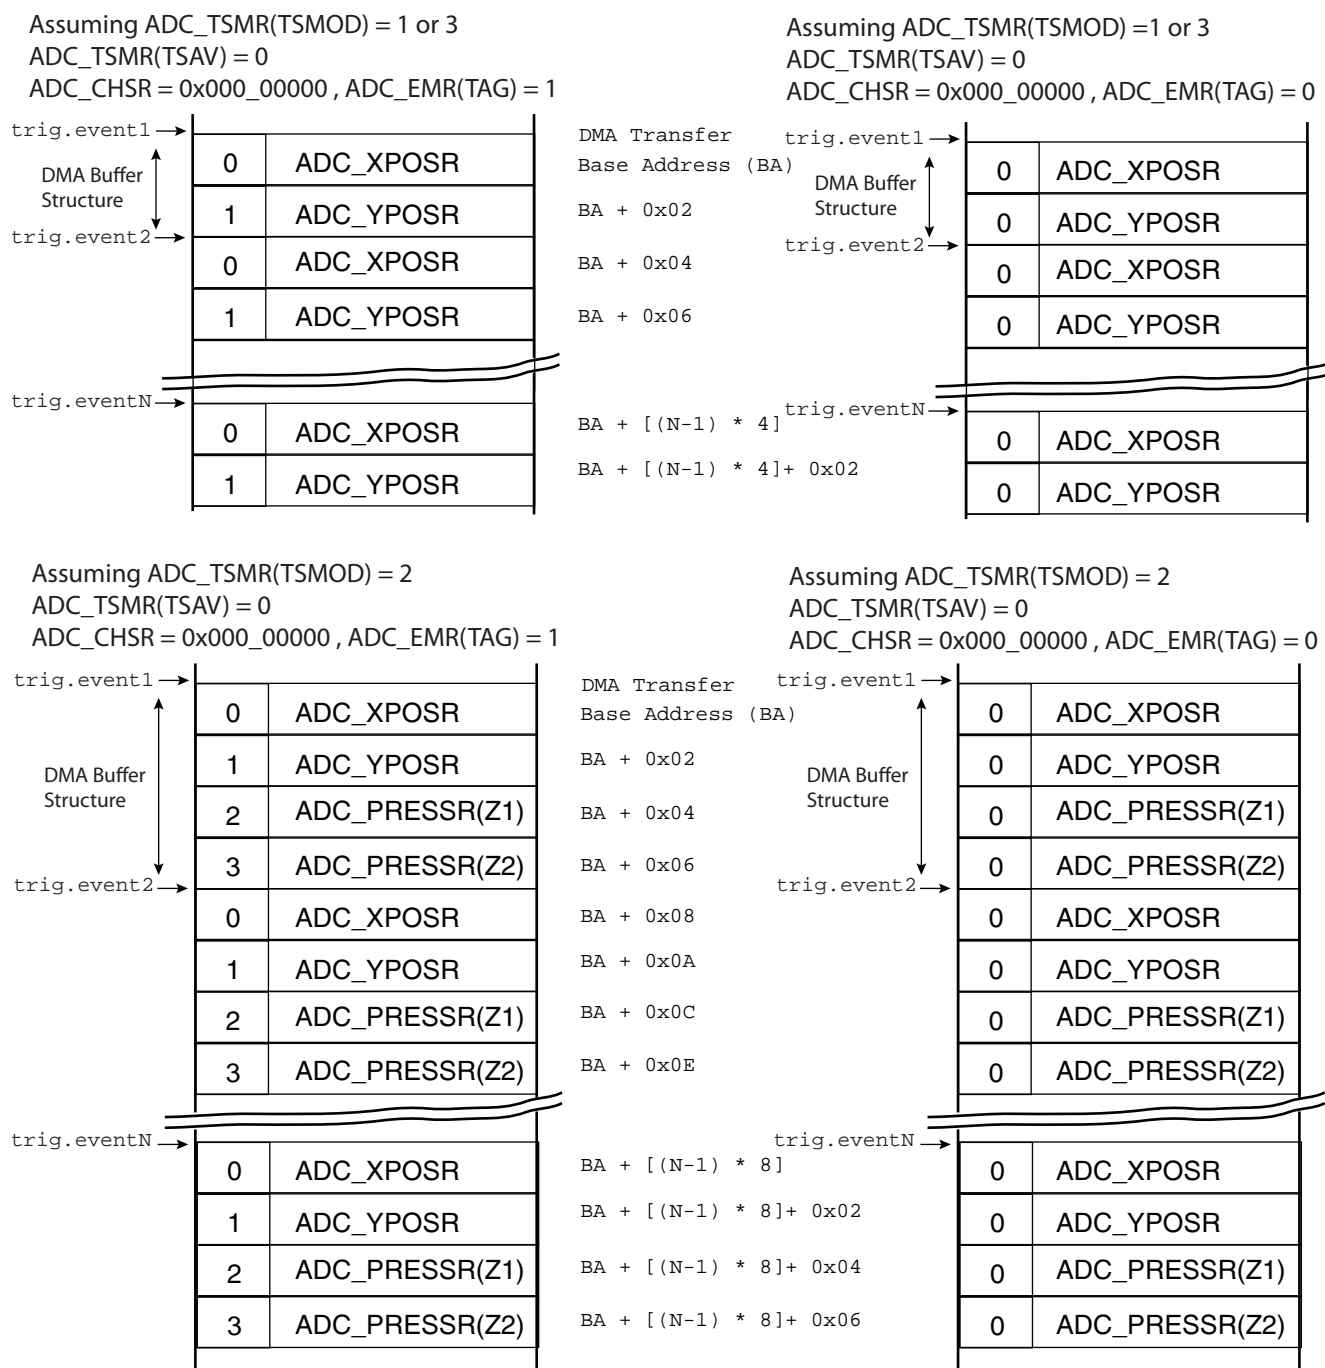 Assuming ADC_TSMR(TSMOD) = 1 or 3
ADC_TSMR(TSAV) = 0
ADC_CHSR = 0x000_00000 , ADC_EMR(TAG) = 1
trig.event1
DMA Buffer
Structure
trig.event2
0 ADC_XPOSR
1 ADC_YPOSR
0 ADC_XPOSR
1 ADC_YPOSR
trig.eventN
0 ADC_XPOSR
1 ADC_YPOSR
DMA Transfer
Base Address (BA)
BA + 0x02
BA + 0x04
BA + 0x06
BA + [(N-1) * 4]
BA + [(N-1) * 4]+ 0x02
Assuming ADC_TSMR(TSMOD) =1 or 3
ADC_TSMR(TSAV) = 0
ADC_CHSR = 0x000_00000 , ADC_EMR(TAG) = 0
trig.event1
DMA Buffer
Structure
trig.event2
0 ADC_XPOSR
0 ADC_YPOSR
0 ADC_XPOSR
0 ADC_YPOSR
trig.eventN
0 ADC_XPOSR
0 ADC_YPOSR
Assuming ADC_TSMR(TSMOD) = 2
ADC_TSMR(TSAV) = 0
ADC_CHSR = 0x000_00000 , ADC_EMR(TAG) = 1
trig.event1
DMA Buffer
Structure
trig.event2
0 ADC_XPOSR
1 ADC_YPOSR
2 ADC_PRESSR(Z1)
3 ADC_PRESSR(Z2)
0 ADC_XPOSR
1 ADC_YPOSR
2 ADC_PRESSR(Z1)
3 ADC_PRESSR(Z2)
trig.eventN
0 ADC_XPOSR
1 ADC_YPOSR
2 ADC_PRESSR(Z1)
3 ADC_PRESSR(Z2)
DMA Transfer
Base Address (BA)
BA + 0x02
BA + 0x04
BA + 0x06
BA + 0x08
BA + 0x0A
BA + 0x0C
BA + 0x0E
BA + [(N-1) * 8]
BA + [(N-1) * 8]+ 0x02
BA + [(N-1) * 8]+ 0x04
BA + [(N-1) * 8]+ 0x06
Assuming ADC_TSMR(TSMOD) = 2
ADC_TSMR(TSAV) = 0
ADC_CHSR = 0x000_00000 , ADC_EMR(TAG) = 0
trig.event1
DMA Buffer
Structure
trig.event2
0 ADC_XPOSR
0 ADC_YPOSR
0 ADC_PRESSR(Z1)
0 ADC_PRESSR(Z2)
0 ADC_XPOSR
0 ADC_YPOSR
0 ADC_PRESSR(Z1)
0 ADC_PRESSR(Z2)
trig.eventN
0 ADC_XPOSR
0 ADC_YPOSR
0 ADC_PRESSR(Z1)
0 ADC_PRESSR(Z2)